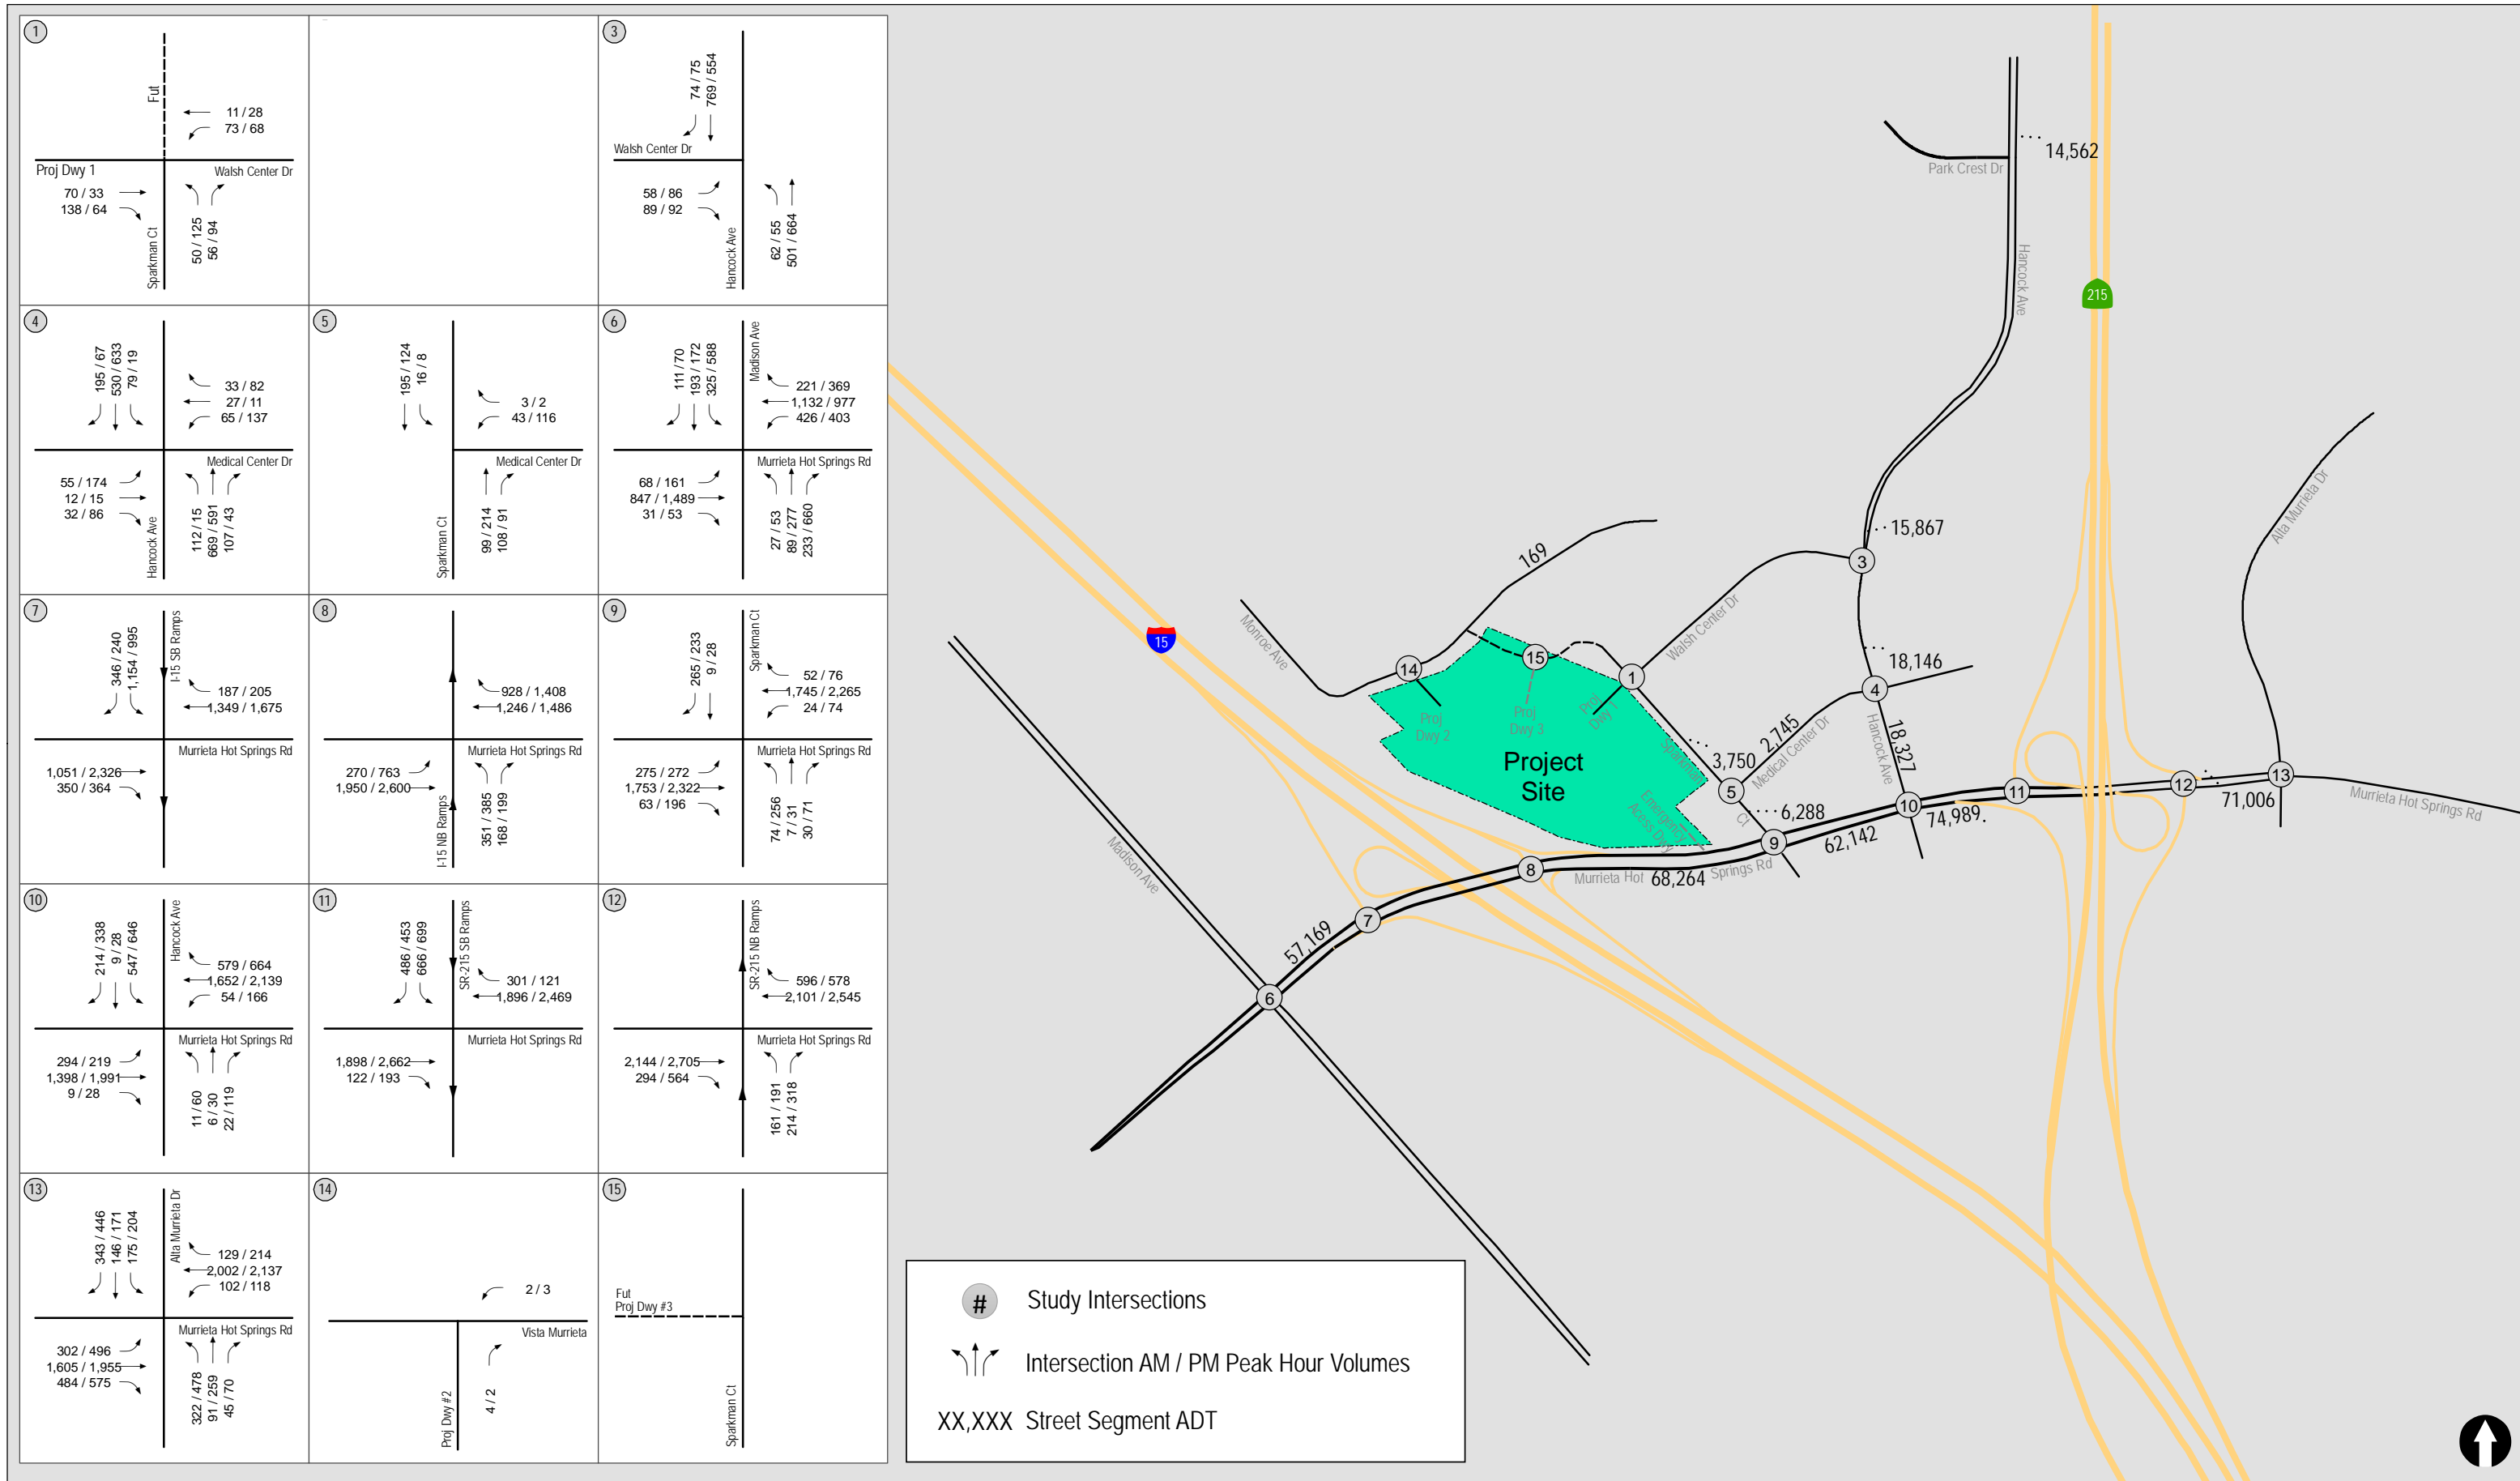 1
Fut
11 / 28
73 / 68
Proj Dwy 1
Walsh Center Dr
70 / 33
138 / 64
Sparkman Ct
50 / 125
56 / 94
3
74 / 75
769 / 554
Walsh Center Dr
58 / 86
89 / 92
Hancock Ave
62 / 55
501 / 664
4
195 / 67
530 / 633
79 / 19
33 / 82
27 / 11
65 / 137
Medical Center Dr
55 / 174
12 / 15
32 / 86
Hancock Ave
112 / 15
669 / 591
107 / 43
5
195 / 124
16 / 8
3 / 2
43 / 116
Medical Center Dr
Sparkman Ct
99 / 214
108 / 91
6
111 / 70
193 / 172
325 / 588
Madison Ave
221 / 369
1,132 / 977
426 / 403
Murrieta Hot Springs Rd
68 / 161
847 / 1,489
31 / 53
27 / 53
89 / 277
233 / 660
7
346 / 240
1,154 / 995
I-15 SB Ramps
187 / 205
1,349 / 1,675
Murrieta Hot Springs Rd
1,051 / 2,326
350 / 364
8
928 / 1,408
1,246 / 1,486
Murrieta Hot Springs Rd
270 / 763
1,950 / 2,600
I-15 NB Ramps
351 / 385
168 / 199
9
265 / 233
9 / 28
Sparkman Ct
52 / 76
1,745 / 2,265
24 / 74
Murrieta Hot Springs Rd
275 / 272
1,753 / 2,322
63 / 196
74 / 256
7 / 31
30 / 71
10
214 / 338
9 / 28
547 / 646
Hancock Ave
579 / 664
1,652 / 2,139
54 / 166
Murrieta Hot Springs Rd
294 / 219
1,398 / 1,991
9 / 28
11 / 60
6 / 30
22 / 119
11
486 / 453
666 / 699
SR-215 SB Ramps
301 / 121
1,896 / 2,469
Murrieta Hot Springs Rd
1,898 / 2,662
122 / 193
12
SR-215 NB Ramps
596 / 578
2,101 / 2,545
Murrieta Hot Springs Rd
2,144 / 2,705
294 / 564
161 / 191
214 / 318
13
343 / 446
146 / 171
175 / 204
Alta Murrieta Dr
129 / 214
2,002 / 2,137
102 / 118
Murrieta Hot Springs Rd
302 / 496
1,605 / 1,955
484 / 575
322 / 478
91 / 259
45 / 70
14
2 / 3
Vista Murrieta
Proj Dwy #2
4 / 2
15
Fut
Proj Dwy #3
Sparkman Ct
14,562
Park Crest Dr
Hancock Ave
215
15,867
3
Alta Murrieta Dr
169
Monroe Ave
15
14
15
1
Walsh Center Dr
18,146
4
Proj
Dwy 2
Proj
Dwy 3
Proj
Dwy 1
Project
Site
Sparkman
Ct
3,750
2,745
Medical Center Dr
Hancock Ave
18,327
5
6,288
Emergency
Acess Dwy
9
62,142
10
74,989.
11
12
71,006
13
Murrieta Hot Springs Rd
8
Murrieta Hot
68,264
Springs Rd
7
57,169
6
Madison Ave
#
Study Intersections
Intersection AM / PM Peak Hour Volumes
XX,XXX Street Segment ADT